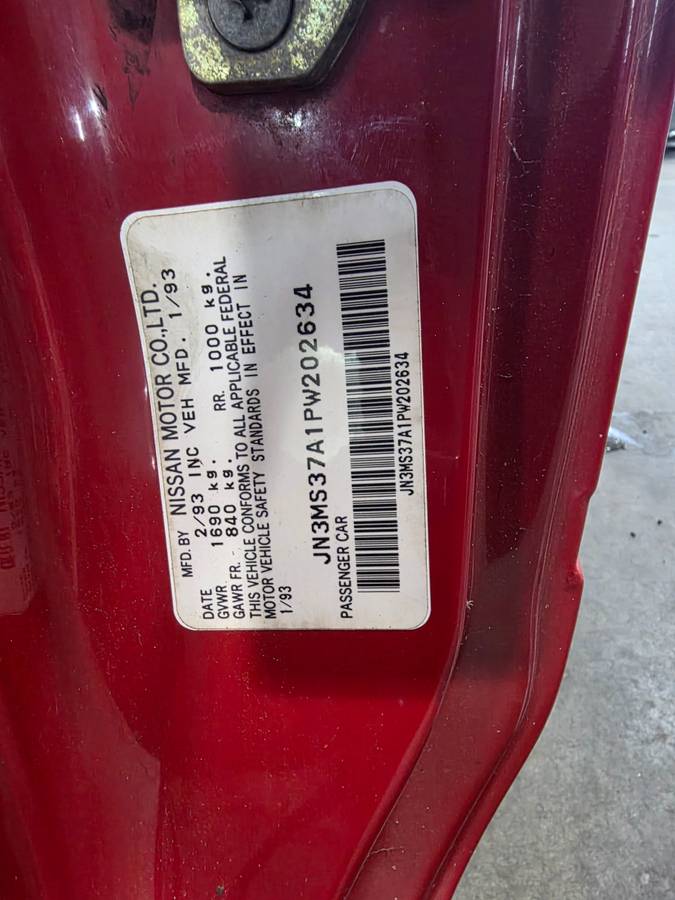 MFD. BY NISSAN MOTOR CO.,LTD.
DATE 2/93 INC VEH MFD. 1/93
GVWR 1690 kg.
GAWR FR. 840 kg. RR. 1000 kg.
THIS VEHICLE CONFORMS TO ALL APPLICABLE FEDERAL
MOTOR VEHICLE SAFETY STANDARDS IN EFFECT IN
1/93
JN3MS37A1PW202634
PASSENGER CAR
JN3MS37A1PW202634